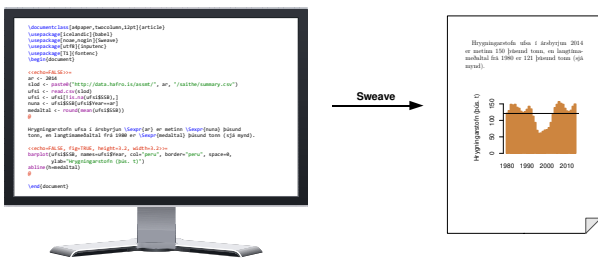 \documentclass[a4paper,twocolumn,12pt]{article}
\usepackage[icelandic]{babel}
\usepackage[noae,nogin]{Sweave}
\usepackage[utf8]{inputenc}
\usepackage[T1]{fontenc}
\begin{document}
<<echo=FALSE>>=
ar <- 2014
slod <- paste0("http://data.hafro.is/assmt/", ar, "/saithe/summary.csv")
ufsi <- read.csv(slod)
ufsi <- ufsi[!is.na(ufsi$SSB),]
nuna <- ufsi$SSB[ufsi$Year==ar]
medaltal <- round(mean(ufsi$SSB))
@
Hrygningarstofn ufsa í ársbyrjun \Sexpr{ar} er metinn \Sexpr{nuna} þúsund
tonn, en langtímameðaltal frá 1980 er \Sexpr{medaltal} þúsund tonn (sjá mynd).
<<echo=FALSE, fig=TRUE, height=3.2, width=3.2>>=
barplot(ufsi$SSB, names=ufsi$Year, col="peru", border="peru", space=0,
ylab="Hrygningarstofn (þús. t)")
abline(h=medaltal)
@
\end{document}
Sweave
Hrygningarstofn ufsa í ársbyrjun 2014
er metinn 150 þúsund tonn, en langtíma-
meðaltal frá 1980 er 121 þúsund tonn (sjá
mynd).
Hrygningarstofn (þús. t)
150
100
50
0
1980 1990 2000 2010